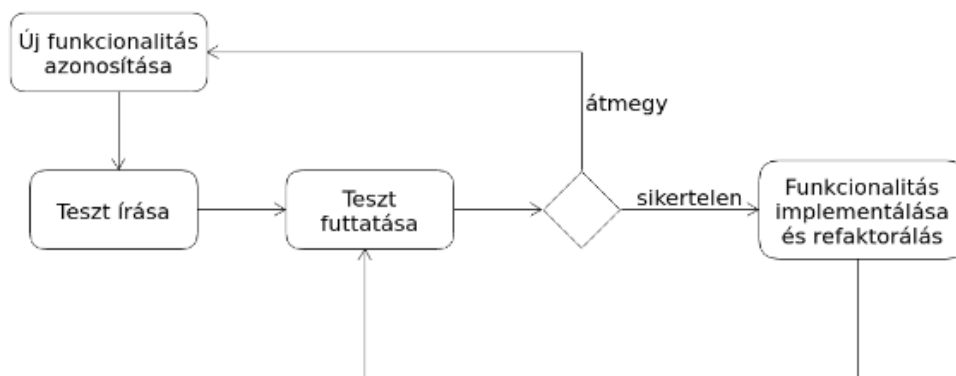 Új funkcionalitás
azonosítása
átmegy
Teszt írása
Teszt
futtatása
sikertelen
Funkcionalitás
implementálása
és refaktorálás